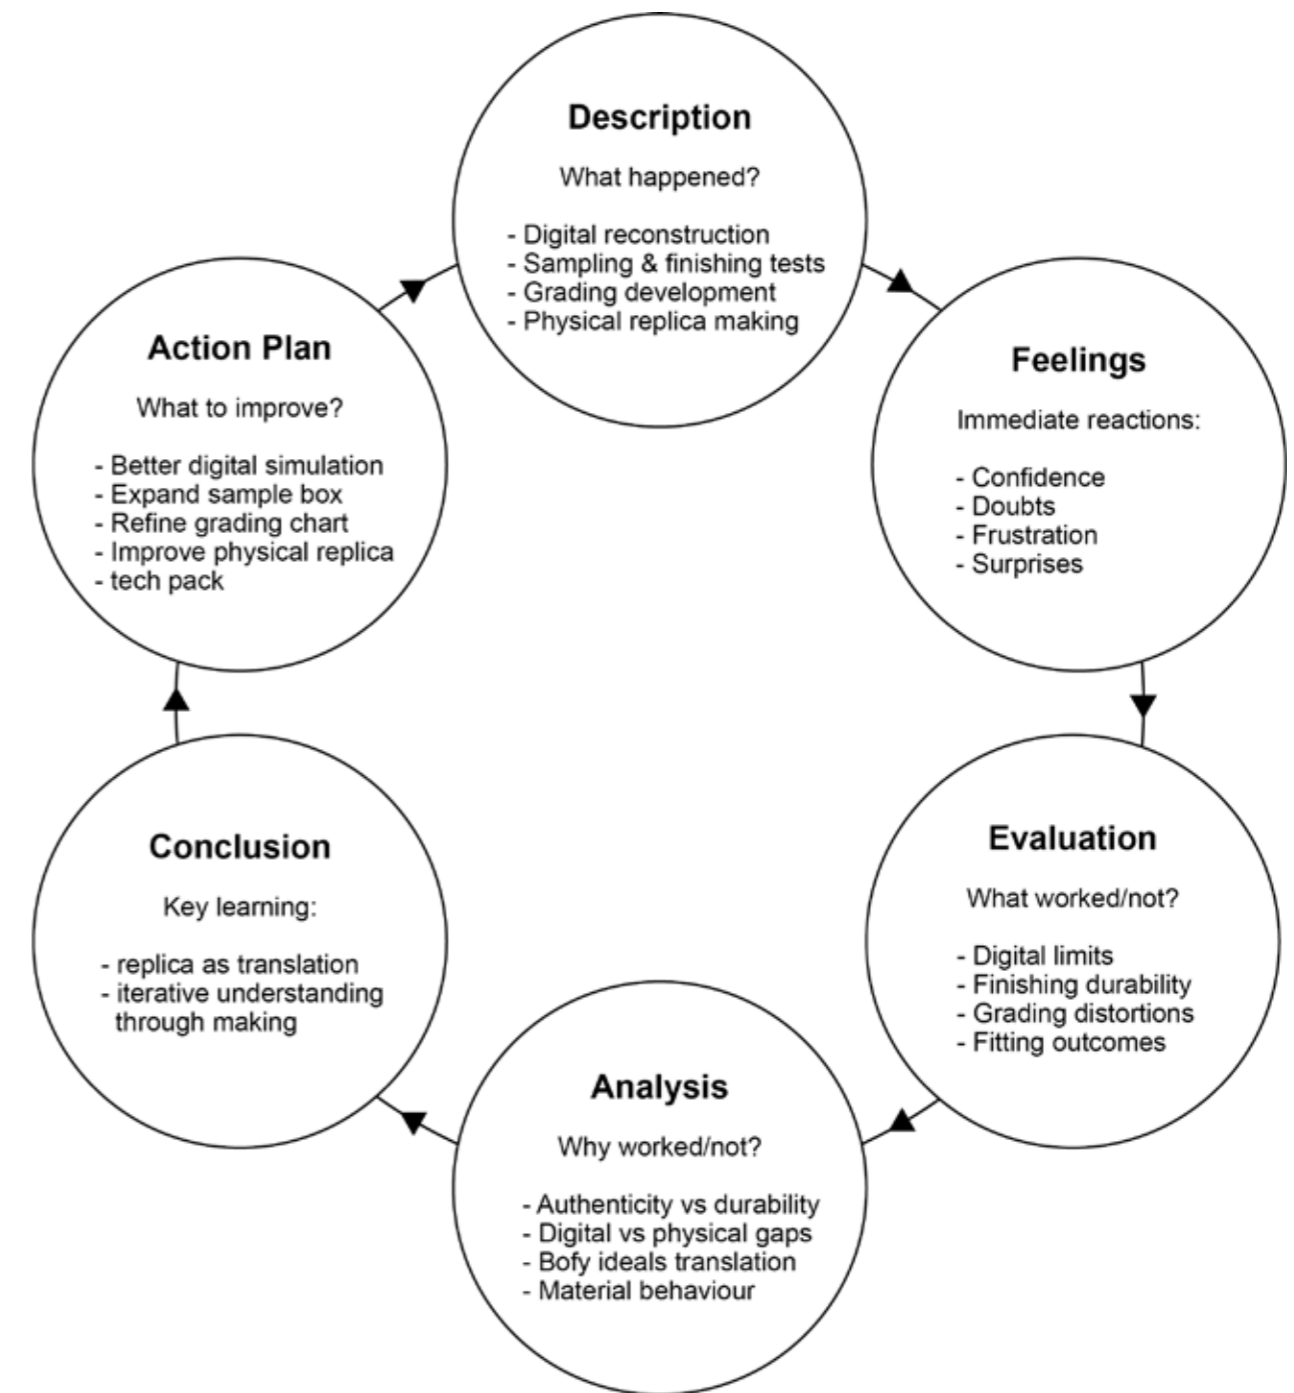 Description
What happened?
- Digital reconstruction
- Sampling & finishing tests
- Grading development
- Physical replica making
Feelings
Immediate reactions:
- Confidence
- Doubts
- Frustration
- Surprises
Evaluation
What worked/not?
- Digital limits
- Finishing durability
- Grading distortions
- Fitting outcomes
Analysis
Why worked/not?
- Authenticity vs durability
- Digital vs physical gaps
- Bofy ideals translation
- Material behaviour
Conclusion
Key learning:
- replica as translation
- iterative understanding
through making
Action Plan
What to improve?
- Better digital simulation
- Expand sample box
- Refine grading chart
- Improve physical replica
- tech pack